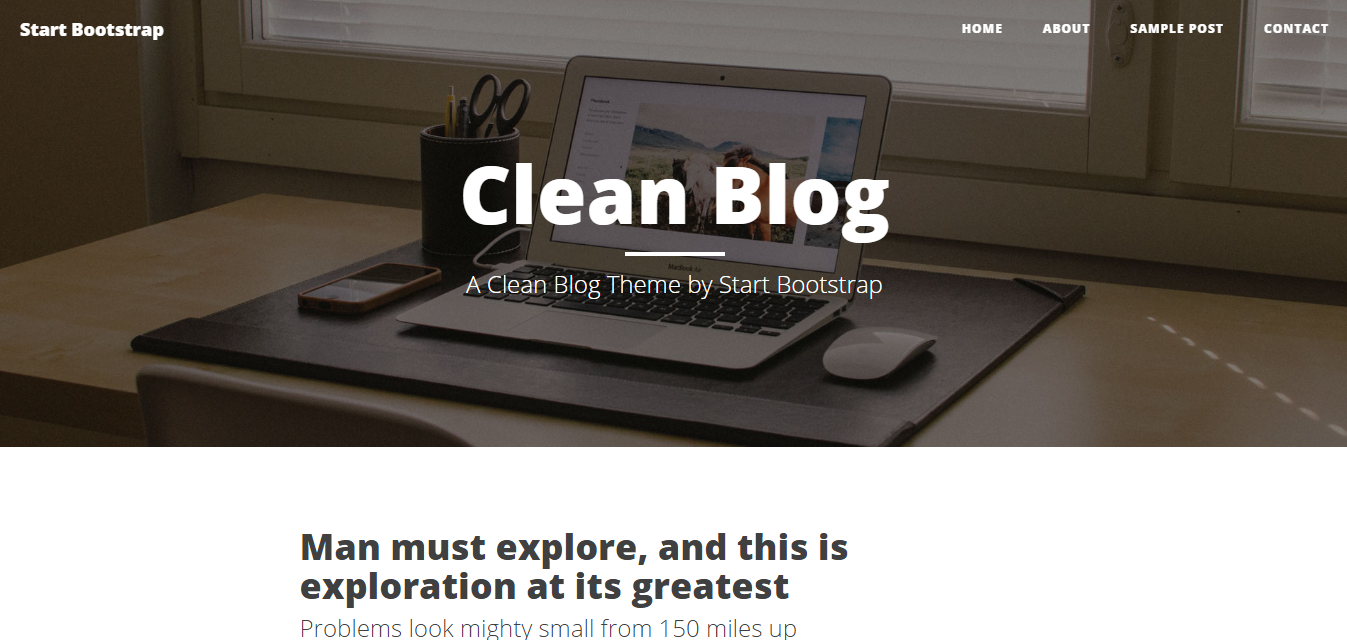 Start Bootstrap
HOME ABOUT SAMPLE POST CONTACT
Clean Blog
A Clean Blog Theme by Start Bootstrap
Man must explore, and this is
exploration at its greatest
Problems look mighty small from 150 miles up